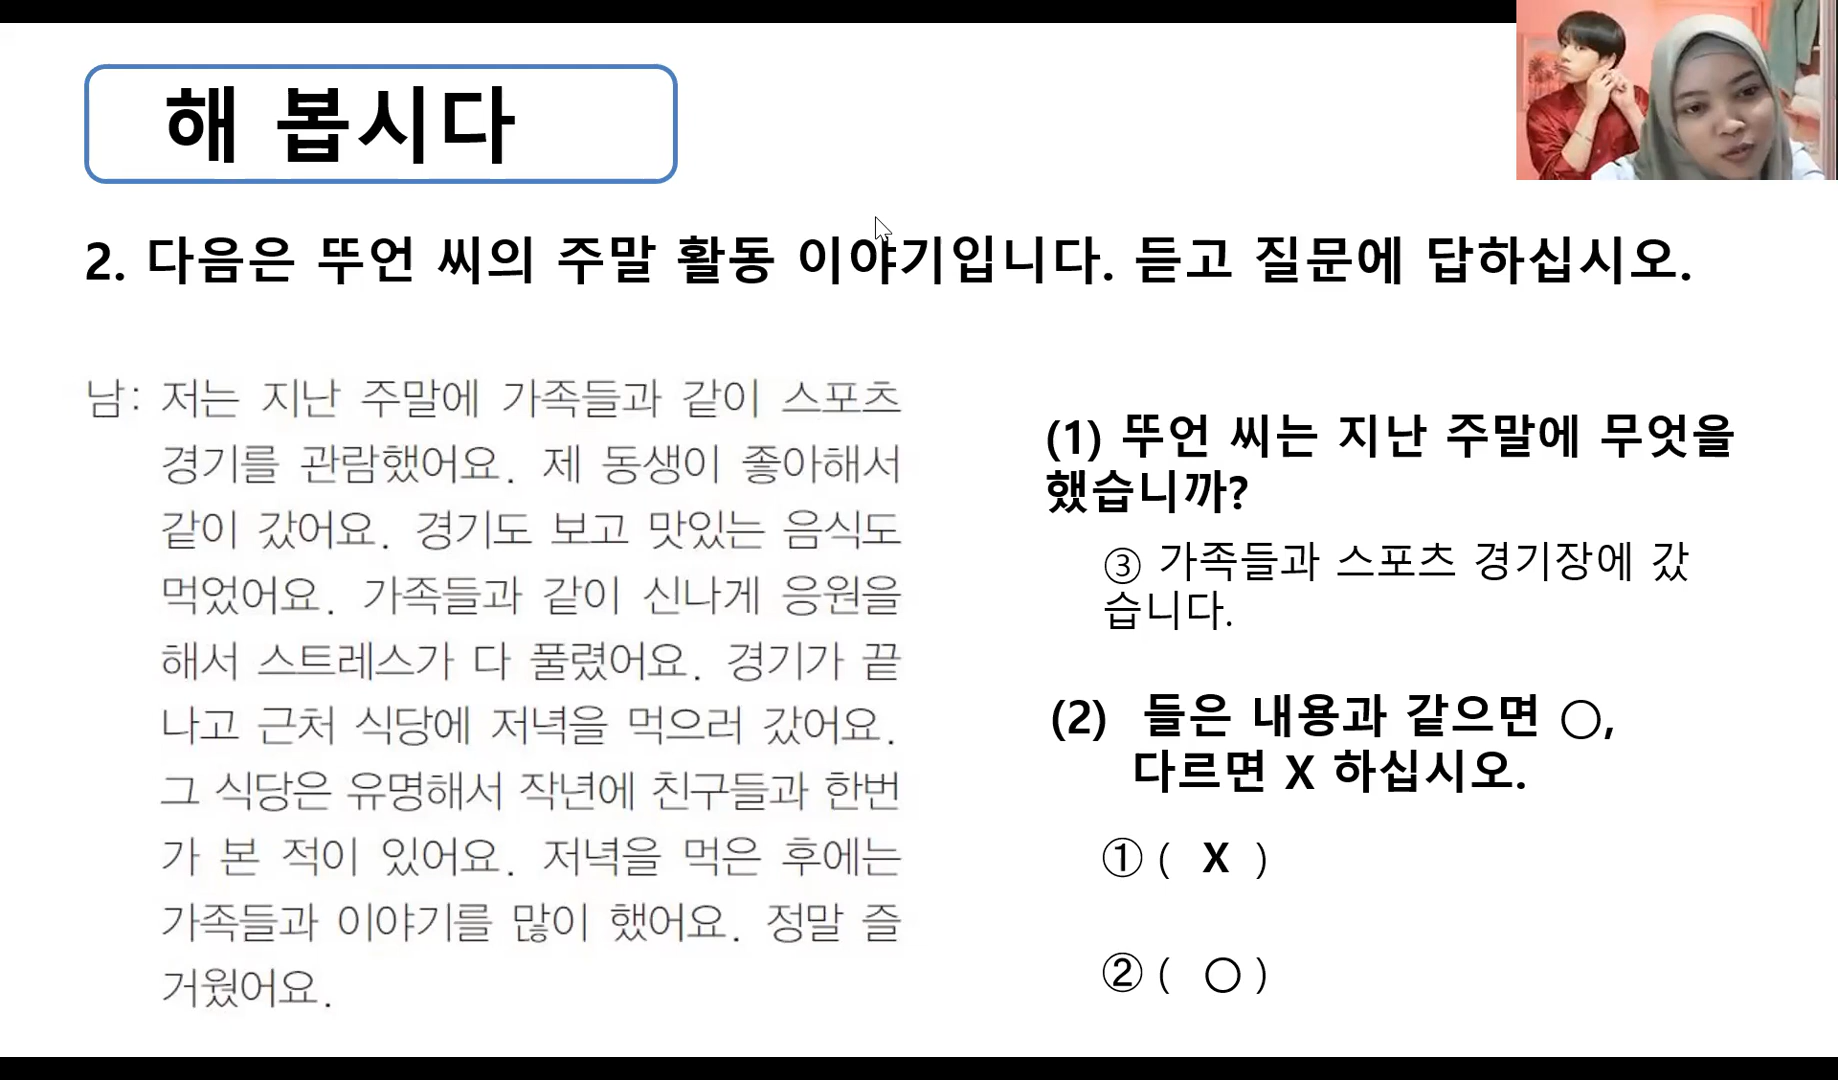 해 봅시다
2. 다음은 뚜언 씨의 주말 활동 이야기입니다. 듣고 질문에 답하십시오.
남: 저는 지난 주말에 가족들과 같이 스포츠
경기를 관람했어요. 제 동생이 좋아해서
같이 갔어요. 경기도 보고 맛있는 음식도
먹었어요. 가족들과 같이 신나게 응원을
해서 스트레스가 다 풀렸어요. 경기가 끝
나고 근처 식당에 저녁을 먹으러 갔어요.
그 식당은 유명해서 작년에 친구들과 한번
가 본 적이 있어요. 저녁을 먹은 후에는
가족들과 이야기를 많이 했어요. 정말 즐
거웠어요.
(1) 뚜언 씨는 지난 주말에 무엇을
했습니까?
③ 가족들과 스포츠 경기장에 갔
습니다.
(2) 들은 내용과 같으면 ○,
다르면 X 하십시오.
① ( X )
② ( ○ )